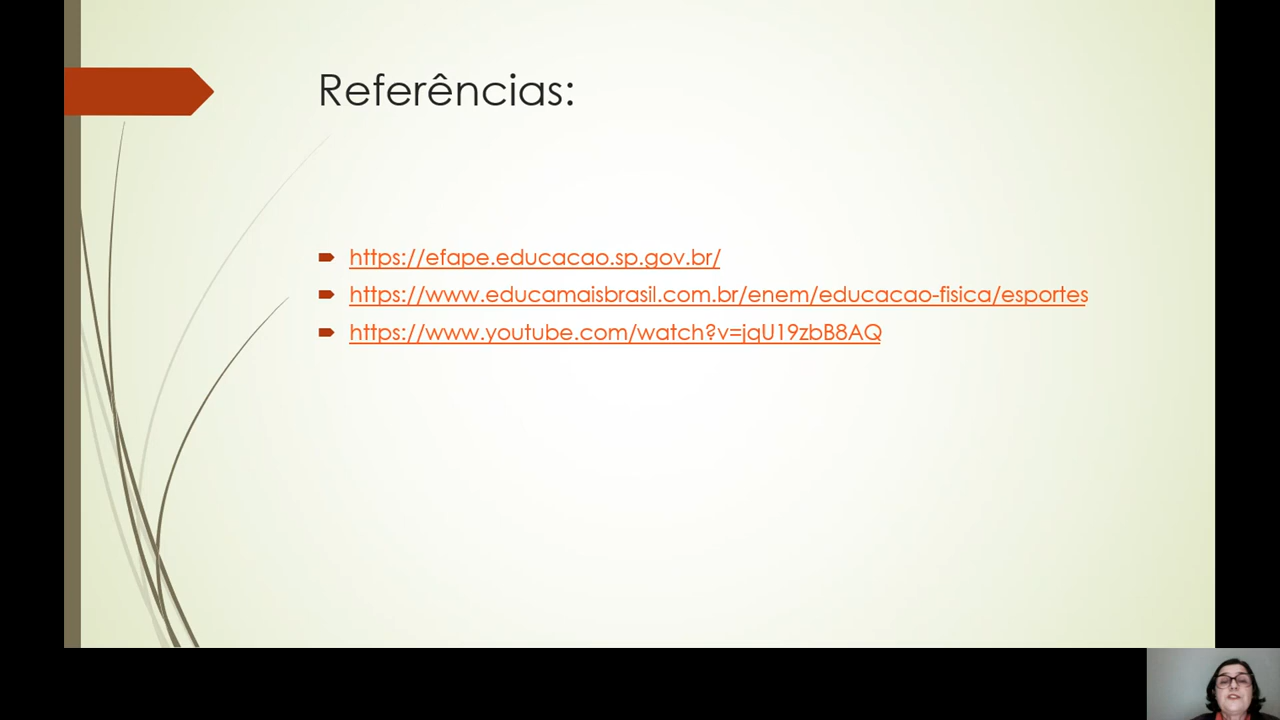 Referências:
https://efape.educacao.sp.gov.br/
https://www.educamaisbrasil.com.br/enem/educacao-fisica/esportes
https://www.youtube.com/watch?v=jqU19zbB8AQ